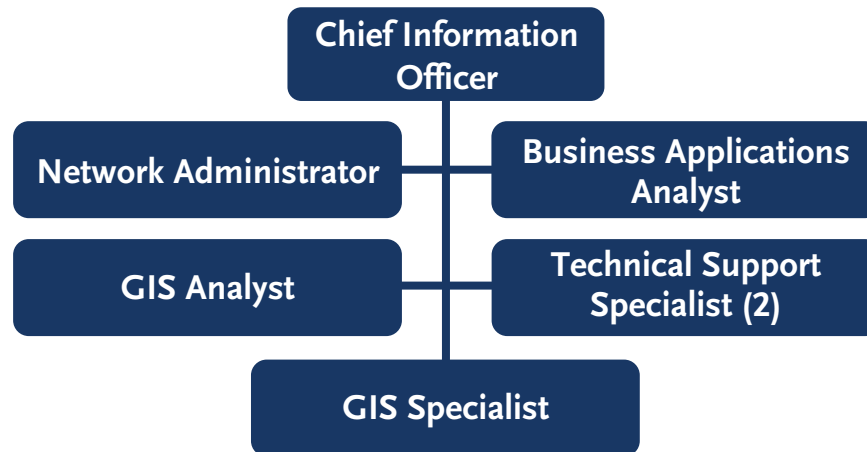 Chief Information
Officer
Network Administrator
Business Applications
Analyst
GIS Analyst
Technical Support
Specialist (2)
GIS Specialist